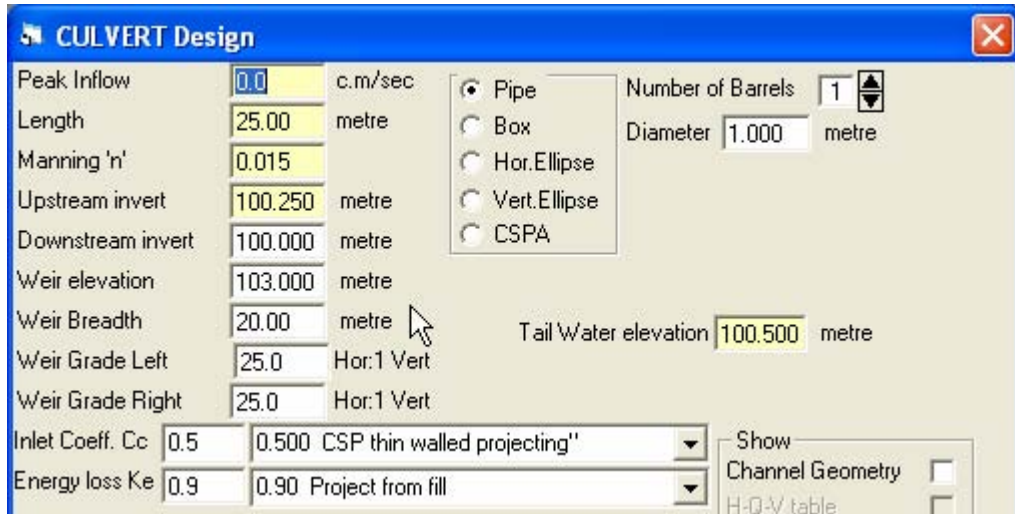 CULVERT Design
Peak Inflow 0.0 c.m/sec
Length 25.00 metre
Manning 'n' 0.015
Upstream invert 100.250 metre
Downstream invert 100.000 metre
Weir elevation 103.000 metre
Weir Breadth 20.00 metre
Weir Grade Left 25.0 Hor:1 Vert
Weir Grade Right 25.0 Hor:1 Vert
Inlet Coeff. Cc 0.5 0.500 CSP thin walled projecting''
Energy loss Ke 0.9 0.90 Project from fill
Pipe
Box
Hor.Ellipse
Vert.Ellipse
CSPA
Number of Barrels 1
Diameter 1.000 metre
Tail Water elevation 100.500 metre
Show
Channel Geometry
H-Q-V table